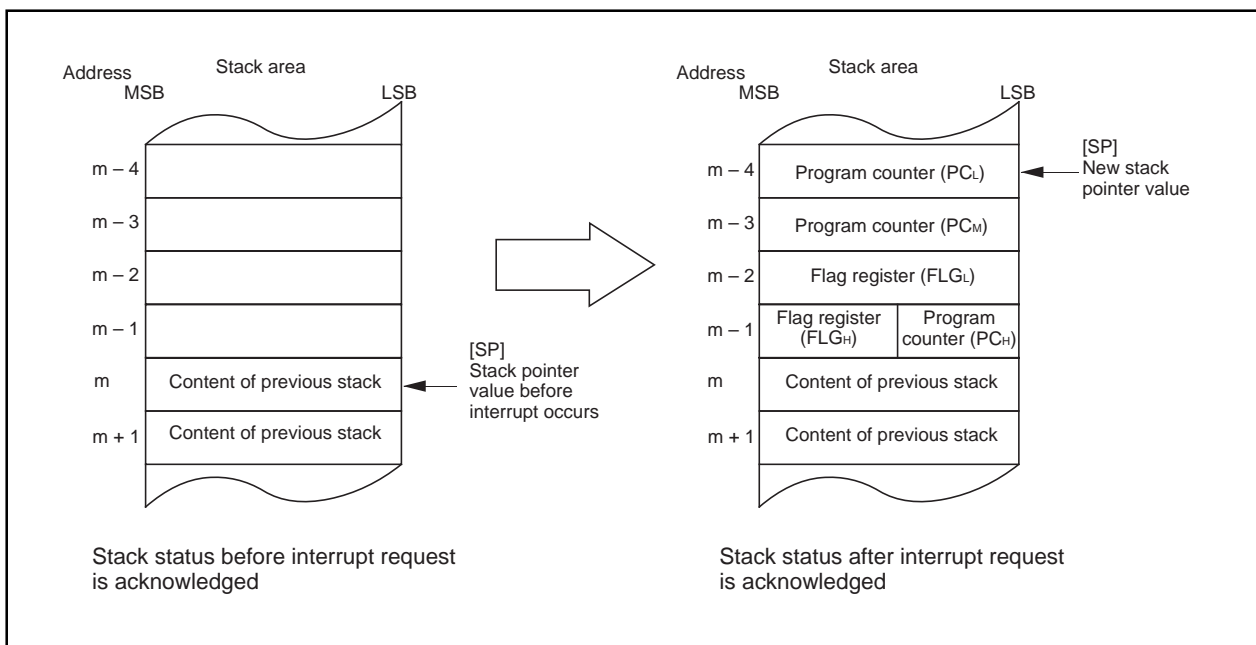 Address
Stack area
MSB
LSB
m – 4
m – 3
m – 2
m – 1
m
Content of previous stack
m + 1
Content of previous stack
[SP]
Stack pointer
value before
interrupt occurs
Stack status before interrupt request
is acknowledged
Address
Stack area
MSB
LSB
m – 4
Program counter (PCL)
[SP]
New stack
pointer value
m – 3
Program counter (PCM)
m – 2
Flag register (FLGL)
m – 1
Flag register
(FLGH)
Program
counter (PCH)
m
Content of previous stack
m + 1
Content of previous stack
Stack status after interrupt request
is acknowledged